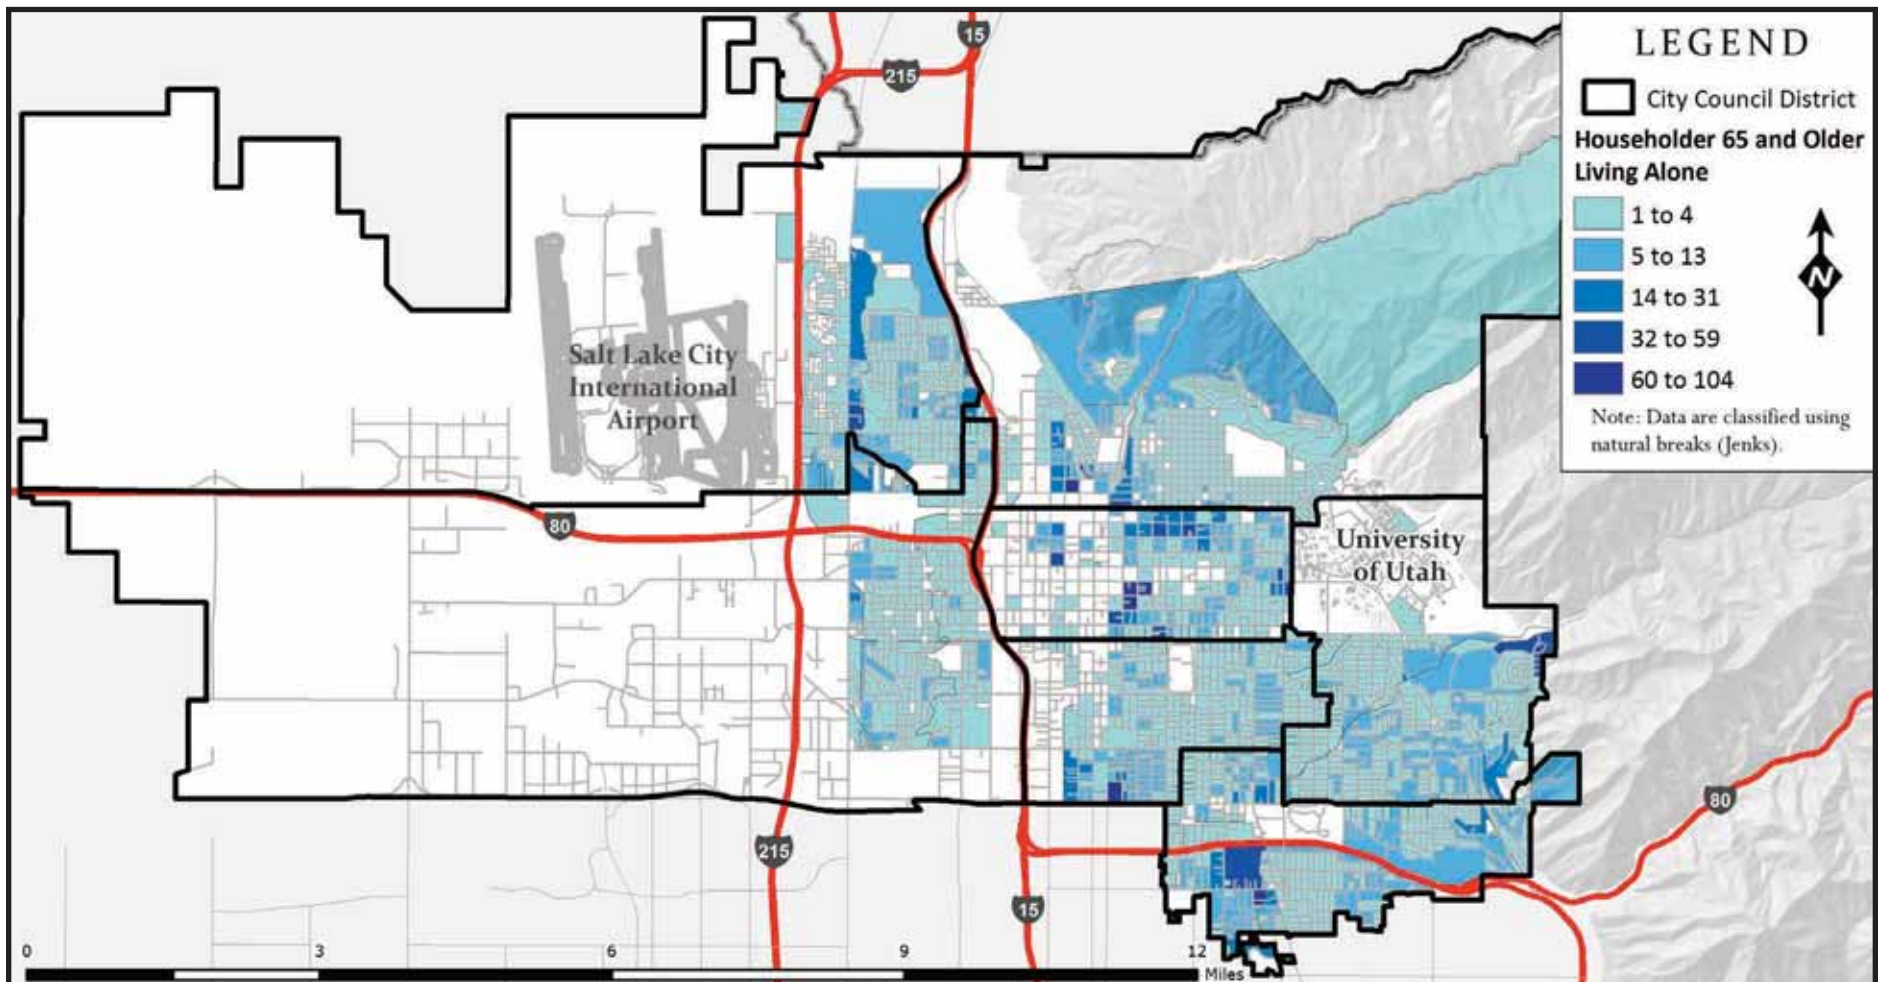 15
215
LEGEND
City Council District
Householder 65 and Older
Living Alone
1 to 4
5 to 13
14 to 31
32 to 59
60 to 104
N
Note: Data are classified using
natural breaks (Jenks).
Salt Lake City
International
Airport
80
University
of Utah
80
215
15
0 3 6 9 12
Miles